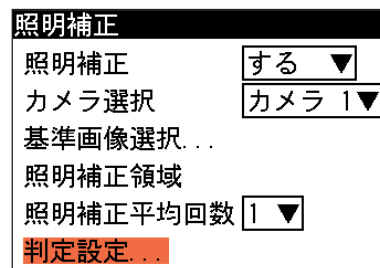 照明補正
照明補正 する ▼
カメラ選択 カメラ 1▼
基準画像選択...
照明補正領域
照明補正平均回数 1 ▼
判定設定...